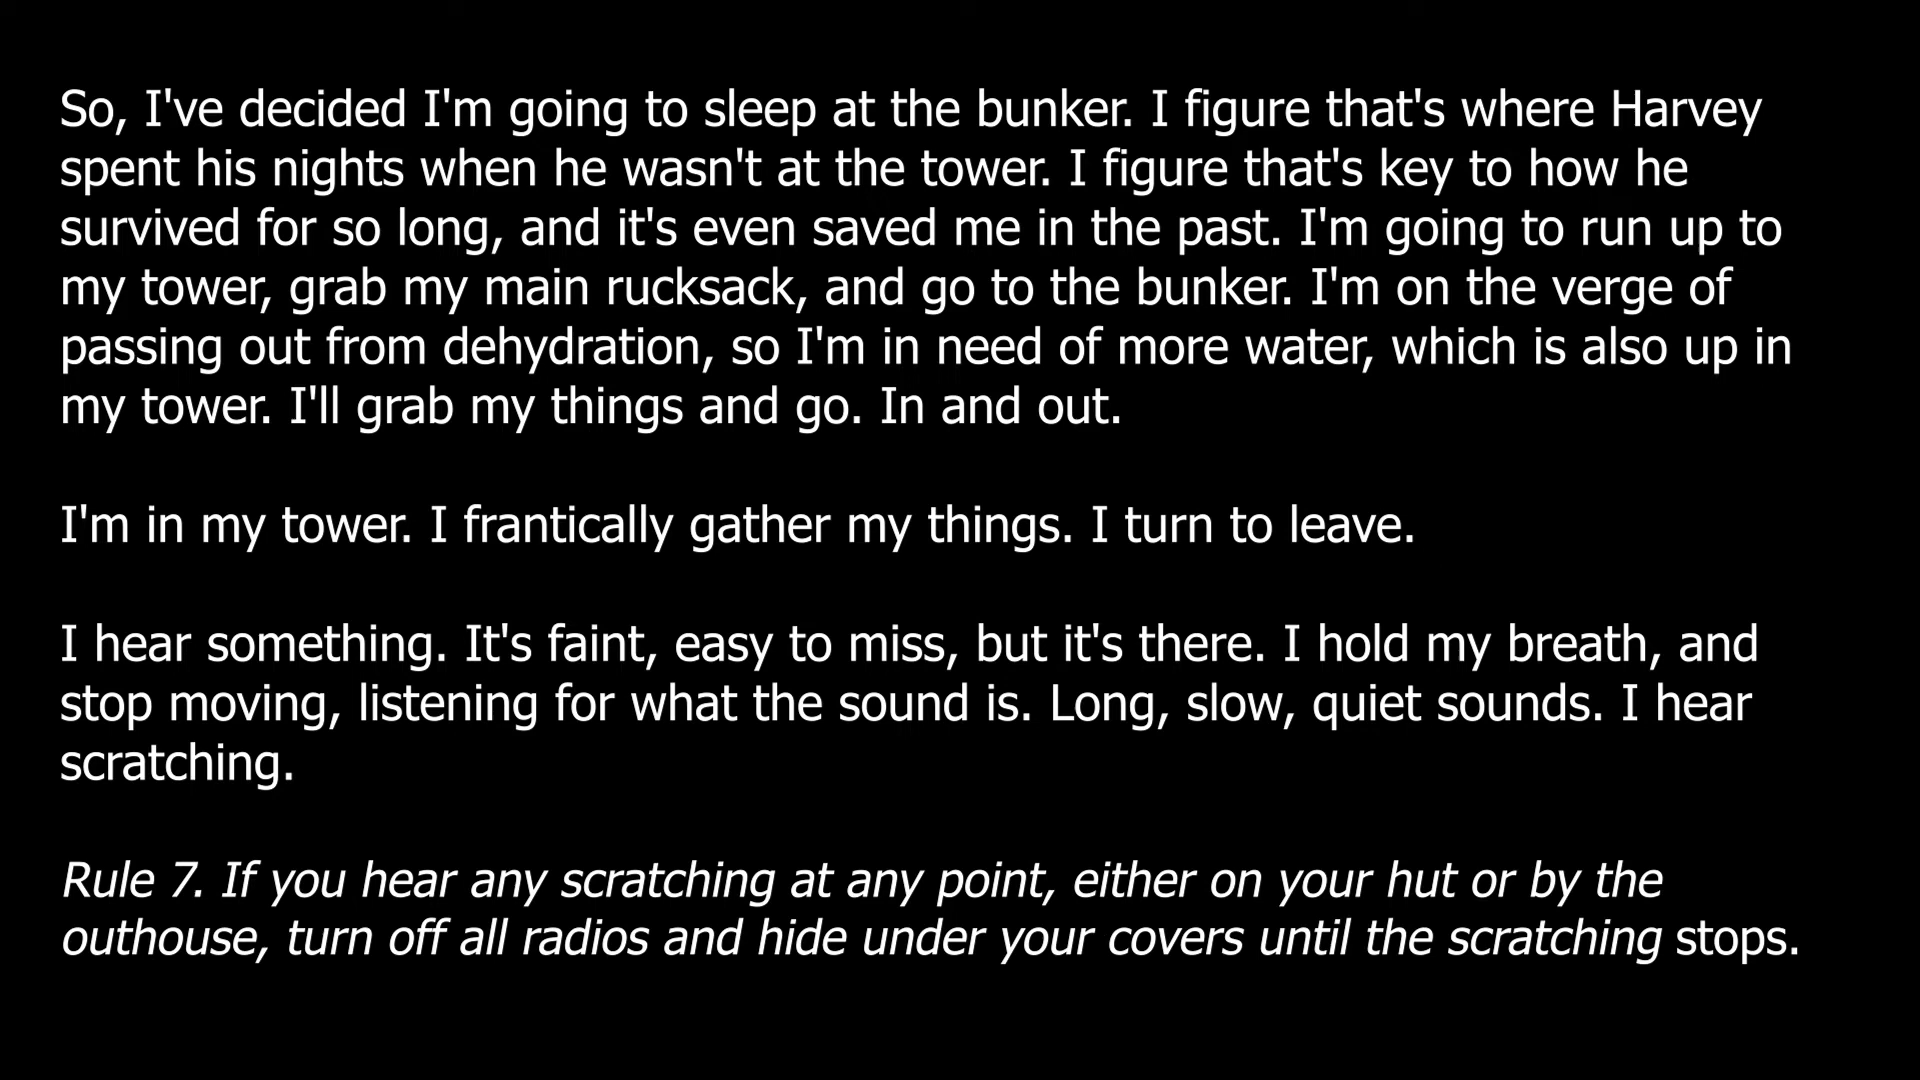 So, I've decided I'm going to sleep at the bunker. I figure that's where Harvey
spent his nights when he wasn't at the tower. I figure that's key to how he
survived for so long, and it's even saved me in the past. I'm going to run up to
my tower, grab my main rucksack, and go to the bunker. I'm on the verge of
passing out from dehydration, so I'm in need of more water, which is also up in
my tower. I'll grab my things and go. In and out.
I'm in my tower. I frantically gather my things. I turn to leave.
I hear something. It's faint, easy to miss, but it's there. I hold my breath, and
stop moving, listening for what the sound is. Long, slow, quiet sounds. I hear
scratching.
Rule 7. If you hear any scratching at any point, either on your hut or by the
outhouse, turn off all radios and hide under your covers until the scratching stops.